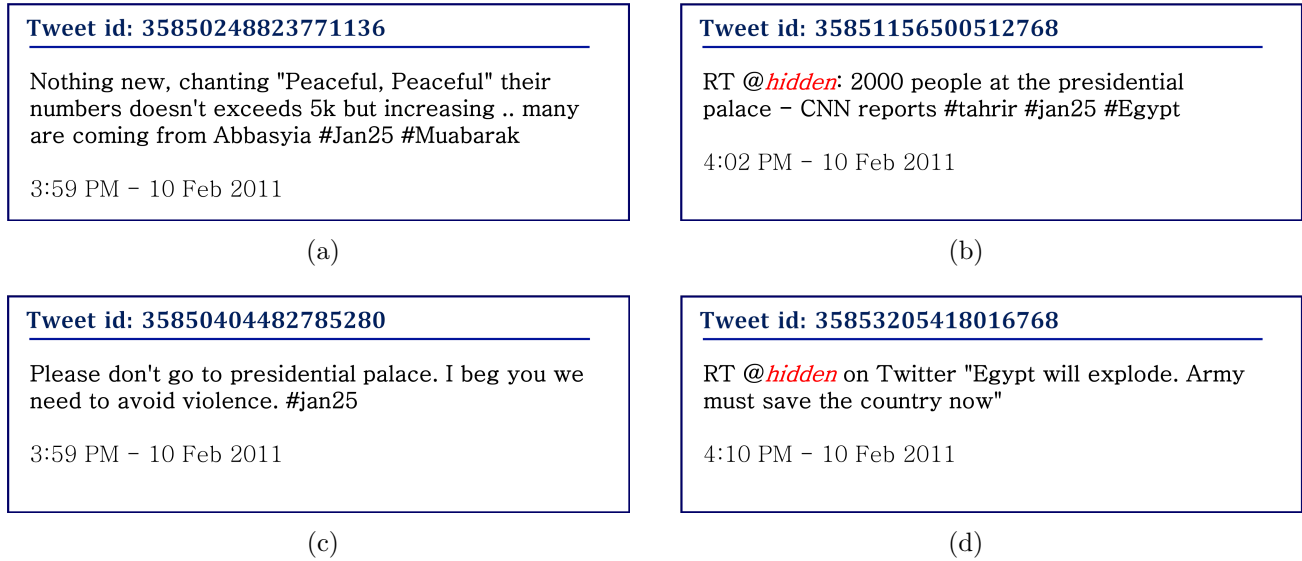 Tweet id: 35850248823771136
Nothing new, chanting "Peaceful, Peaceful" their
numbers doesn't exceeds 5k but increasing .. many
are coming from Abbasyia #Jan25 #Muabarak
3:59 PM - 10 Feb 2011
(a)
Tweet id: 35851156500512768
RT @hidden: 2000 people at the presidential
palace - CNN reports #tahrir #jan25 #Egypt
4:02 PM - 10 Feb 2011
(b)
Tweet id: 35850404482785280
Please don't go to presidential palace. I beg you we
need to avoid violence. #jan25
3:59 PM - 10 Feb 2011
(c)
Tweet id: 35853205418016768
RT @hidden on Twitter "Egypt will explode. Army
must save the country now"
4:10 PM - 10 Feb 2011
(d)